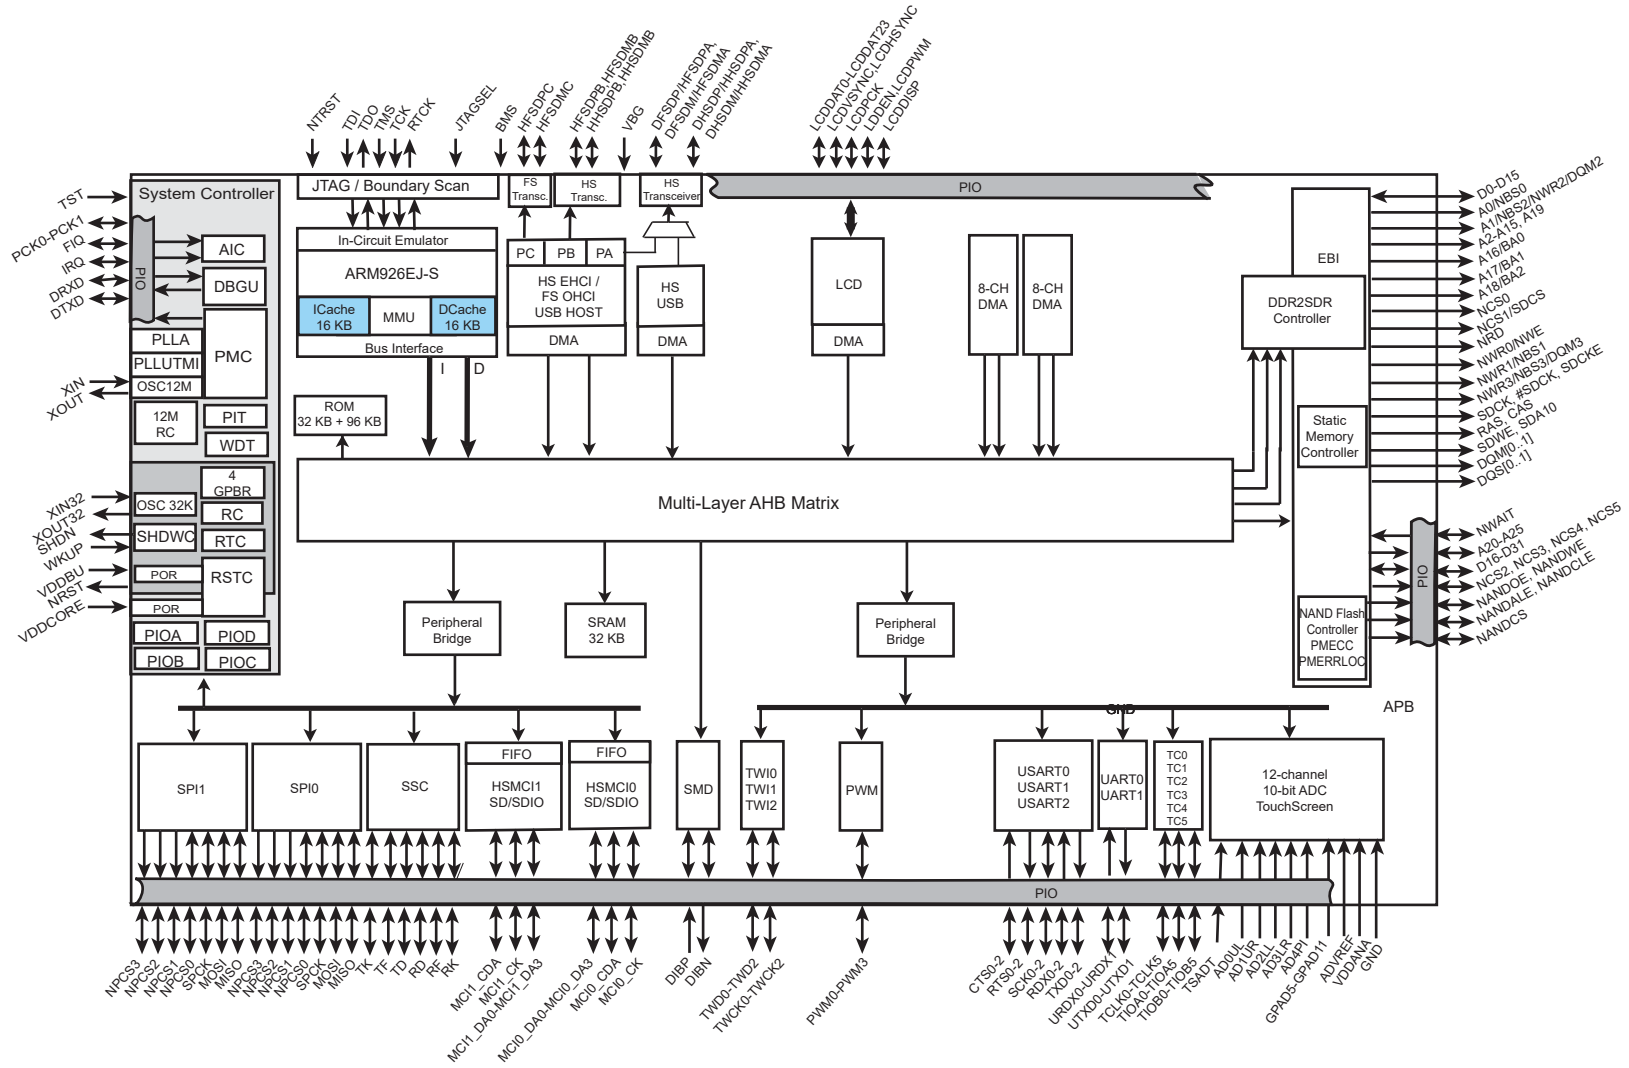 NTRST
TDI
TDO
TMS
TCK
RTCK
JTAGSEL
BMS
HFSDPC
HFSDMC
HFSDPB,HFSDMB
HHSDPB,HHSDMB
VBG
DFSDP/HFSDPA,
DFSDM/HFSDMA
DHSDP/HHSDPA,
DHSDM/HHSDMA
LCDDAT0-LCDDAT23
LCDVSYNC,LCDHSYNC
LCDPCK
LDDEN,LCDPWM
LCDDISP
TST
PCK0-PCK1
FIQ
IRQ
DRXD
DTXD
XIN
XOUT
XIN32
XOUT32
SHDN
WKUP
VDDBU
NRST
VDDCORE
System Controller
PIO
AIC
DBGU
PLLA
PLLUTMI
OSC12M
PMC
12M
RC
PIT
WDT
4
GPBR
OSC 32K
RC
SHDWC
RTC
POR
RSTC
POR
PIOA
PIOD
PIOB
PIOC
JTAG / Boundary Scan
In-Circuit Emulator
ARM926EJ-S
ICache
16 KB
MMU
DCache
16 KB
Bus Interface
I
D
ROM
32 KB + 96 KB
FS
Transc.
HS
Transc.
HS
Transceiver
PIO
PC
PB
PA
HS EHCI /
FS OHCI
USB HOST
DMA
HS
USB
DMA
LCD
DMA
8-CH
DMA
8-CH
DMA
EBI
DDR2SDR
Controller
Static
Memory
Controller
NAND Flash
Controller
PMECC
PMERRLOC
PIO
D0-D15
A0/NBS0
A1/NBS2/NWR2/DQM2
A2-A15, A19
A16/BA0
A17/BA1
A18/BA2
NCS0
NCS1/SDCS
NRD
NWR0/NWE
NWR1/NBS1
NWR3/NBS3/DQM3
SDCK, #SDCK, SDCKE
RAS, CAS
SDWE, SDA10
DQM[0..1]
DQS[0..1]
NWAIT
A20-A25
D16-D31
NCS2, NCS3, NCS4, NCS5
NANDOE, NANDWE
NANDALE, NANDCLE
NANDCS
Multi-Layer AHB Matrix
Peripheral
Bridge
SRAM
32 KB
Peripheral
Bridge
APB
SPI1
SPI0
SSC
FIFO
HSMCI1
SD/SDIO
FIFO
HSMCI0
SD/SDIO
SMD
TWI0
TWI1
TWI2
PWM
USART0
USART1
USART2
UART0
UART1
TC0
TC1
TC2
TC3
TC4
TC5
12-channel
10-bit ADC
TouchScreen
PIO
NPCS3
NPCS2
NPCS1
NPCS0
SPCK
MOSI
MISO
NPCS3
NPCS2
NPCS1
NPCS0
SPCK
MOSI
MISO
TK
TF
TD
RD
RF
RK
MCI1_CDA
MCI1_CK
MCI1_DA0-MCI1_DA3
MCI0_DA0-MCI0_DA3
MCI0_CDA
MCI0_CK
DIBP
DIBN
TWD0-TWD2
TWCK0-TWCK2
PWM0-PWM3
CTS0-2
RTS0-2
SCK0-2
RDX0-2
TXD0-2
URDX0-URDX1
UTXD0-UTXD1
TCLK0-TCLK5
TIOA0-TIOA5
TIOB0-TIOB5
TSADT
AD0UL
AD1UR
AD2LL
AD3LR
AD4PI
GPAD5-GPAD11
ADVREF
VDDANA
GND